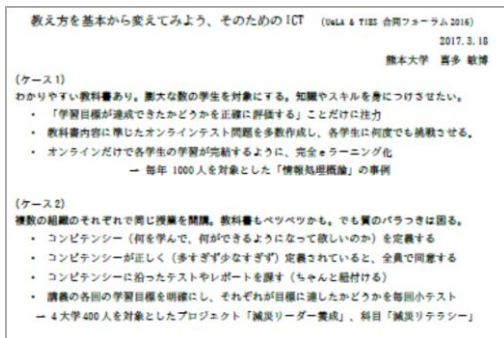 教え方を基本から変えてみよう、そのための ICT (UeLA & TIES 合同フォーラム 2016)
2017.3.18
熊本大学 喜多 敏博
(ケース 1)
わかりやすい教科書あり。膨大な数の学生を対象にする。知識やスキルを身につけさせたい。
・ 「学習目標が達成できたかどうかを正確に評価する」ことだけに注力
・ 教科書内容に準じたオンラインテスト問題を多数作成し、各学生に何度でも挑戦させる。
・ オンラインだけで各学生の学習が完結するように、完全 e ラーニング化
→ 毎年 1000 人を対象とした「情報処理概論」の事例
(ケース 2)
複数の組織のそれぞれで同じ授業を開講。教科書もベツベツかも。でも質のバラつきは困る。
・ コンピテンシー(何を学んで、何ができるようになって欲しいのか)を定義する
・ コンピテンシーが正しく(多すぎず少なすぎず)定義されていると、全員で同意する
・ コンピテンシーに沿ったテストやレポートを課す(ちゃんと紐付ける)
・ 講義の各回の学習目標を明確にし、それぞれが目標に達したかどうかを毎回小テスト
→ 4 大学 400 人を対象としたプロジェクト「減災リーダー養成」、科目「減災リテラシー」